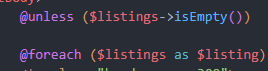 @unless ($listings->isEmpty())
@foreach ($listings as $listing)